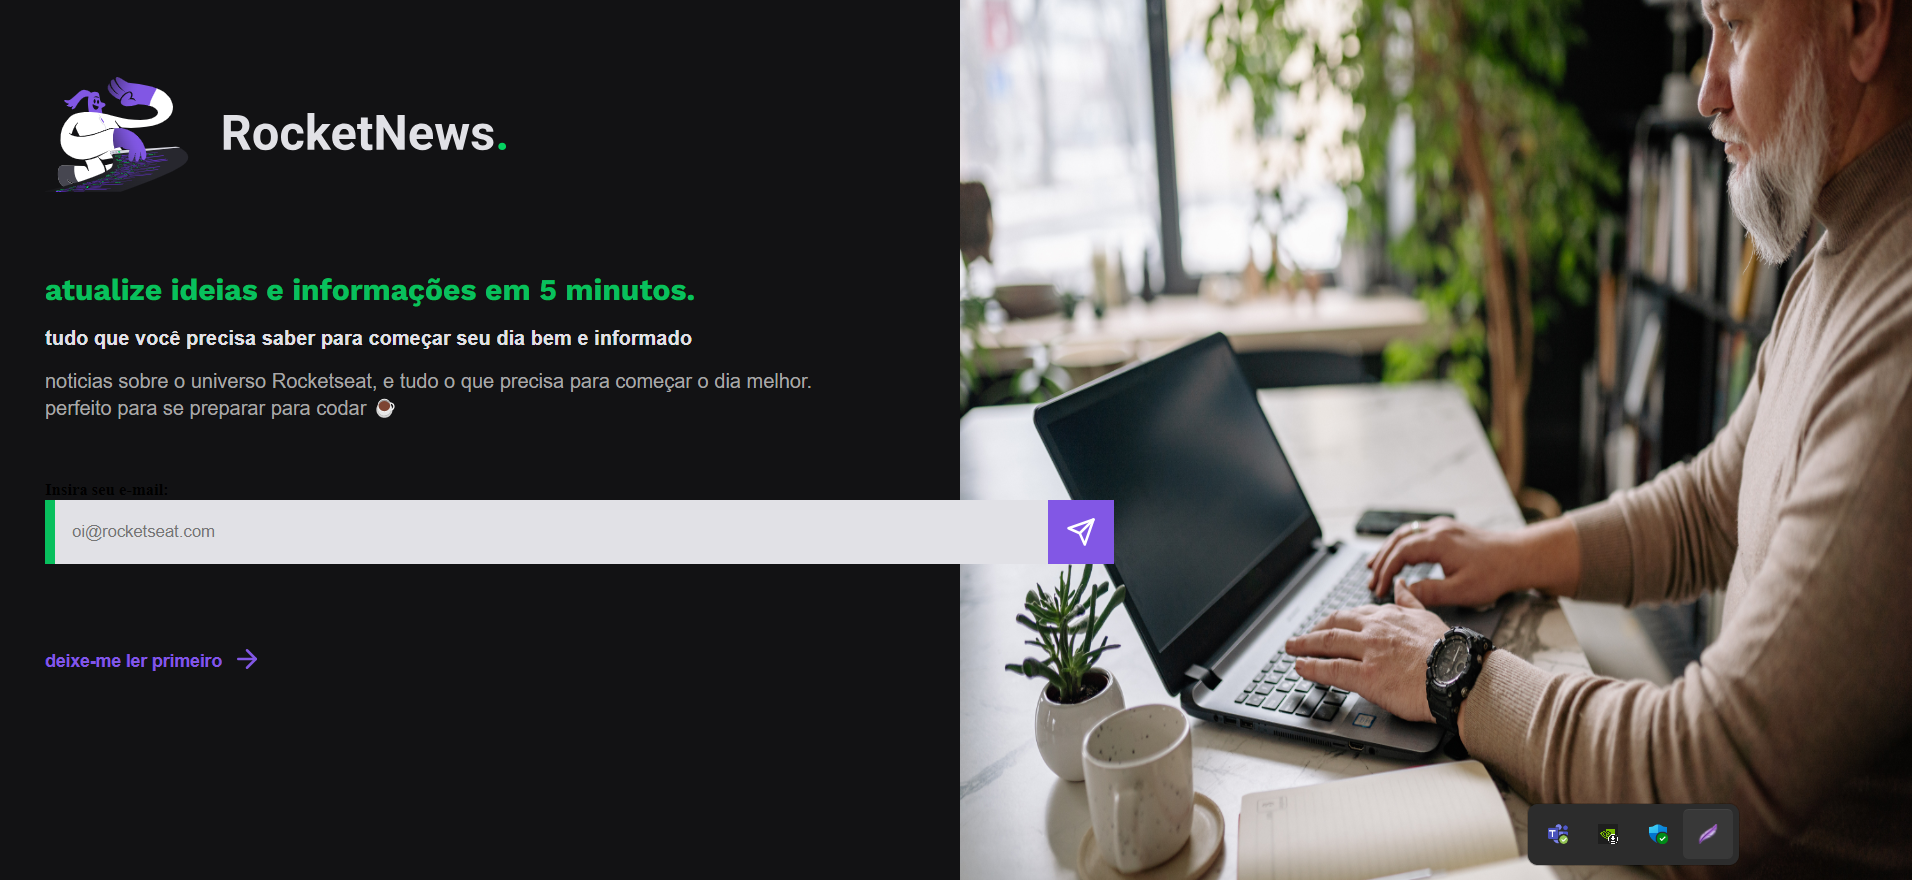 RocketNews.
atualize ideias e informações em 5 minutos.
tudo que você precisa saber para começar seu dia bem e informado
noticias sobre o universo Rocketseat, e tudo o que precisa para começar o dia melhor.
perfeito para se preparar para codar ☕
Insira seu e-mail:
oi@rocketseat.com
deixe-me ler primeiro